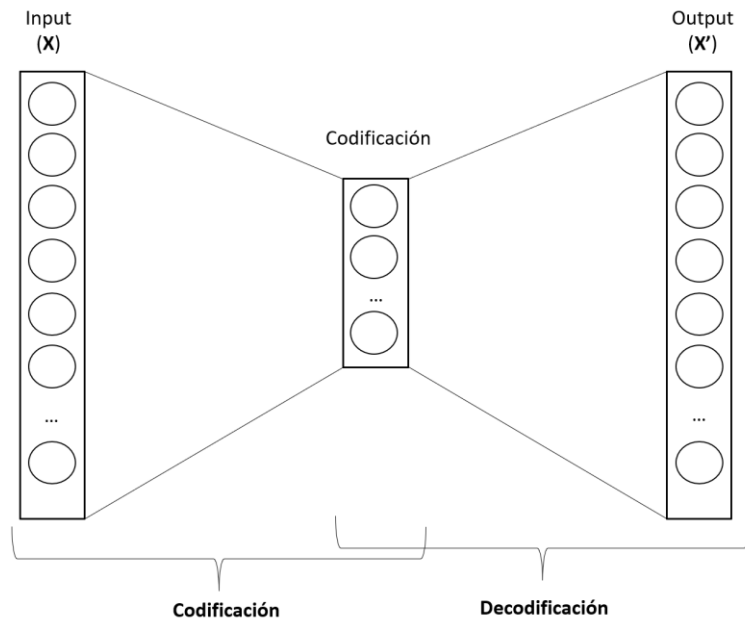 Input
(X)
Output
(X’)
Codificación
...
...
...
Codificación
Decodificación